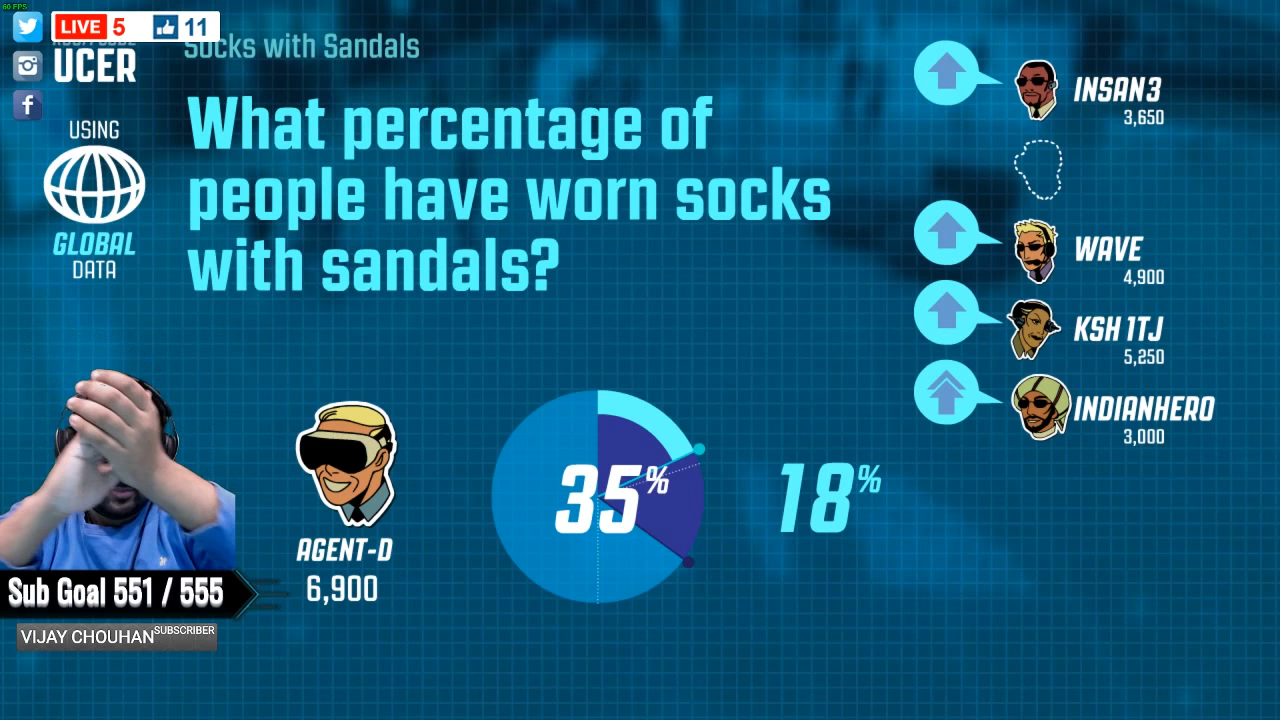 60 FPS
LIVE 5 11
UCER
Socks with Sandals
USING
GLOBAL
DATA
What percentage of
people have worn socks
with sandals?
INSAN3
3,650
WAVE
4,900
KSH 1TJ
5,250
INDIANHERO
3,000
35%
18%
AGENT-D
6,900
Sub Goal 551 / 555
VIJAY CHOUHAN SUBSCRIBER